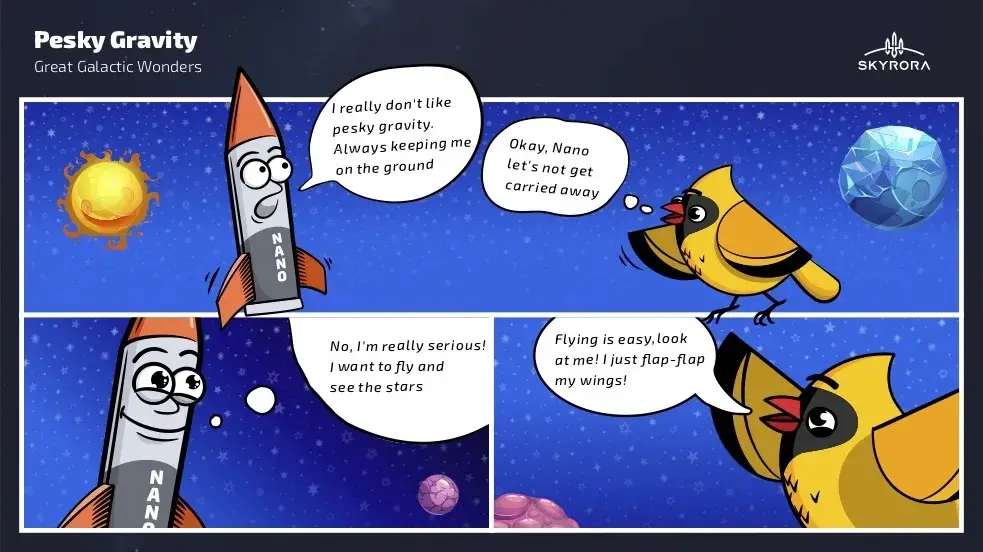 Pesky Gravity
Great Galactic Wonders
SKYRORA
I really don't like
pesky gravity.
Always keeping me
on the ground
Okay, Nano
let's not get
carried away
NANO
No, I'm really serious!
I want to fly and
see the stars
NANO
Flying is easy,look
at me! I just flap-flap
my wings!